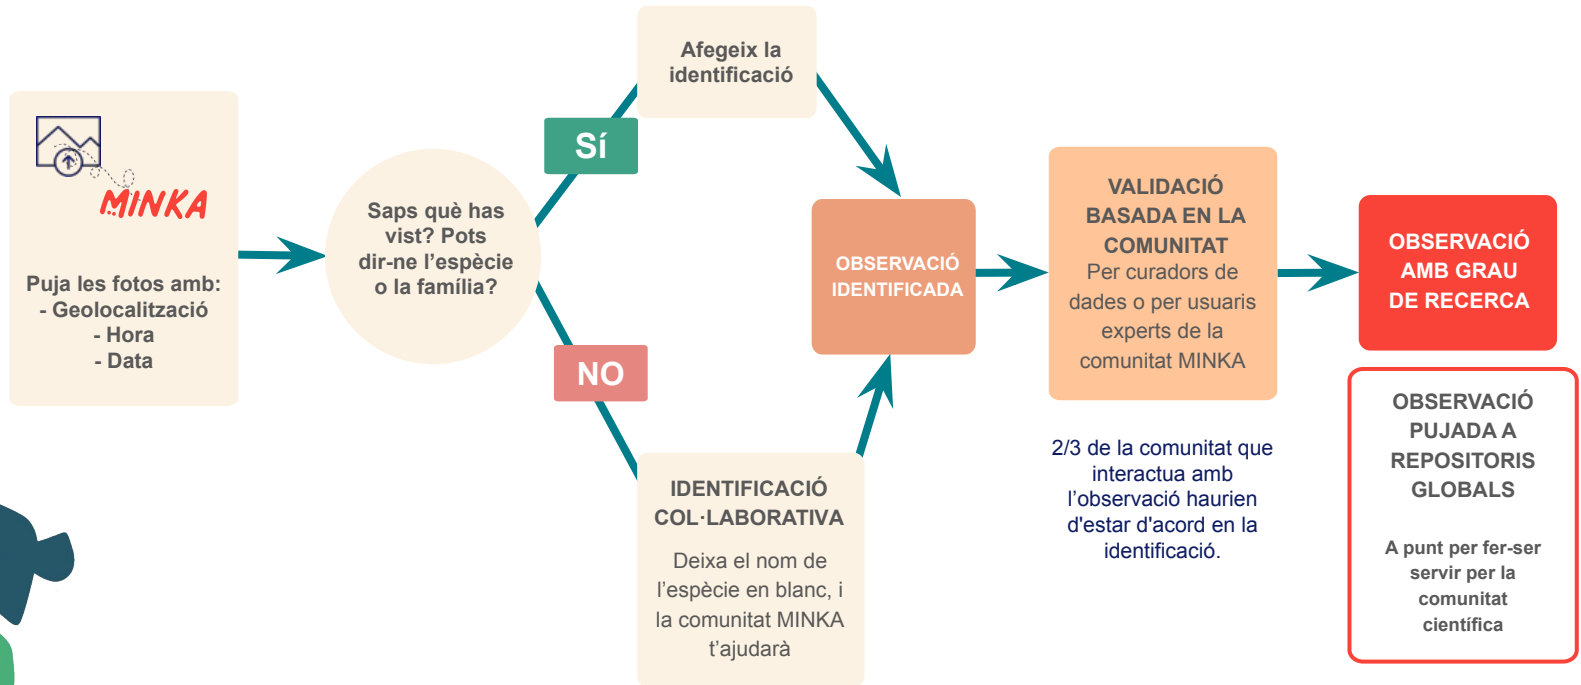 MINKA
Puja les fotos amb:
- Geolocalització
- Hora
- Data
Saps què has
vist? Pots
dir-ne l’espècie
o la família?
Sí
Afegeix la
identificació
NO
IDENTIFICACIÓ
COL·LABORATIVA
Deixa el nom de
l’espècie en blanc, i
la comunitat MINKA
t’ajudarà
OBSERVACIÓ
IDENTIFICADA
VALIDACIÓ
BASADA EN LA
COMUNITAT
Per curadors de
dades o per usuaris
experts de la
comunitat MINKA
2/3 de la comunitat que
interactua amb
l’observació haurien
d'estar d'acord en la
identificació.
OBSERVACIÓ
AMB GRAU
DE RECERCA
OBSERVACIÓ
PUJADA A
REPOSITORIS
GLOBALS
A punt per fer-ser
servir per la
comunitat
científica